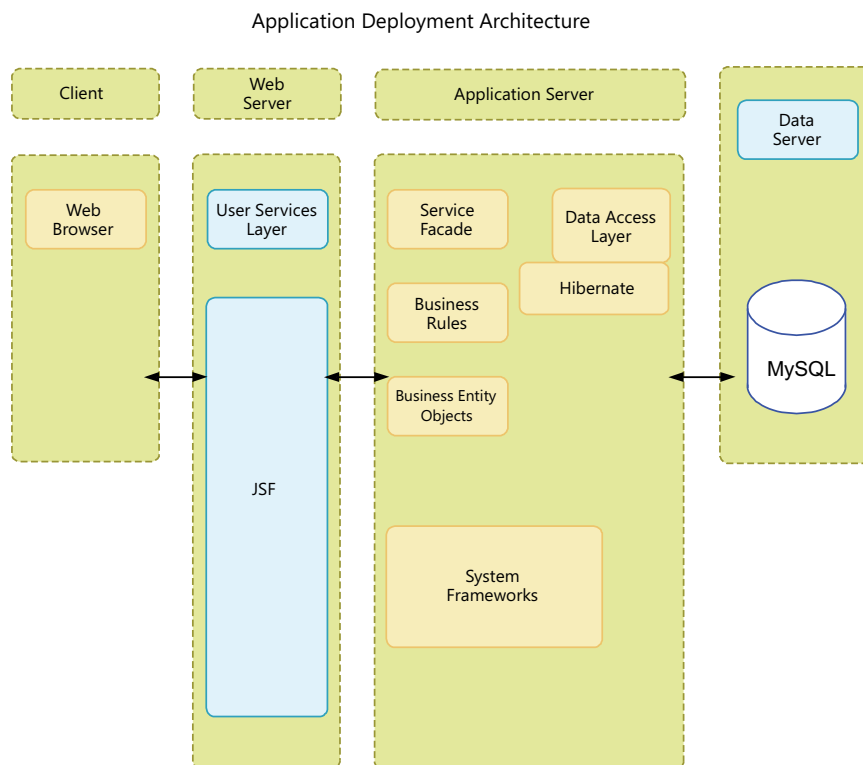 Application Deployment Architecture
Client
Web
Server
Application Server
Data
Server
Web
Browser
User Services
Layer
Service
Facade
Data Access
Layer
Hibernate
Business
Rules
MySQL
Business Entity
Objects
JSF
System
Frameworks